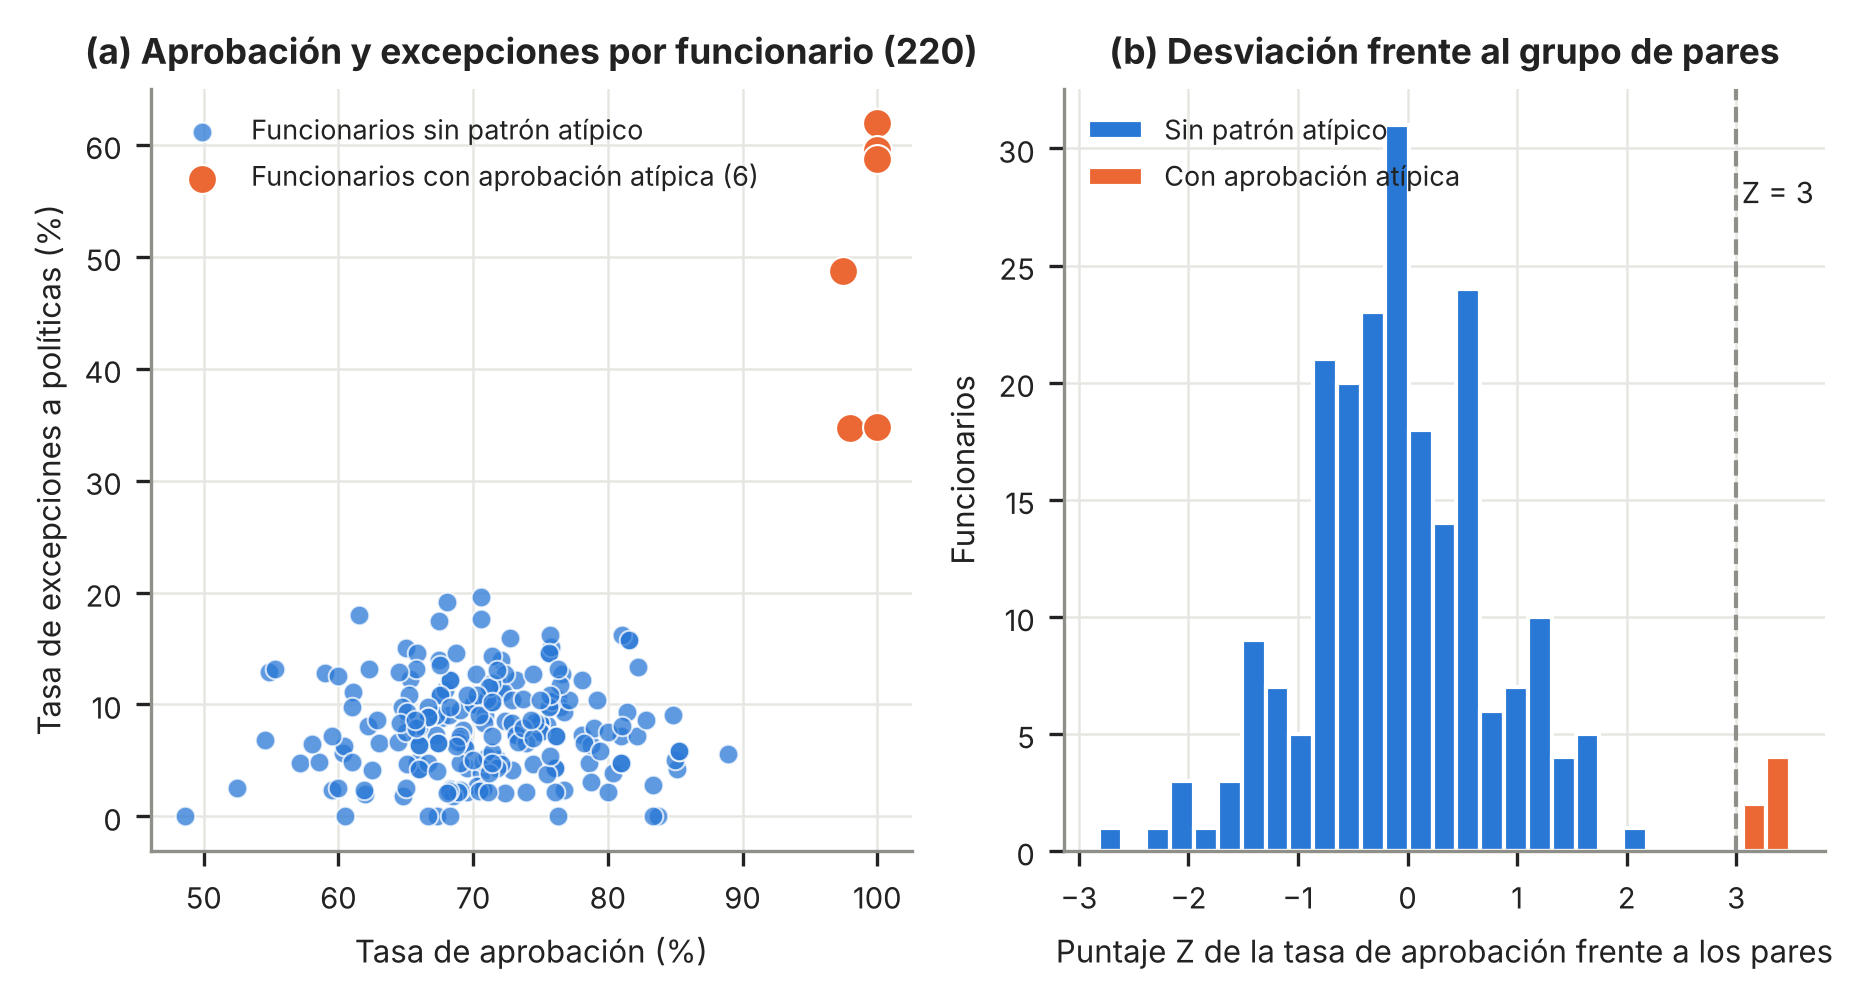 (a) Aprobación y excepciones por funcionario (220)
Funcionarios sin patrón atípico
Funcionarios con aprobación atípica (6)
Tasa de excepciones a políticas (%)
60
50
40
30
20
10
0
50 60 70 80 90 100
Tasa de aprobación (%)
(b) Desviación frente al grupo de pares
Sin patrón atípico
Con aprobación atípica
Z = 3
Funcionarios
30
25
20
15
10
5
0
−3 −2 −1 0 1 2 3
Puntaje Z de la tasa de aprobación frente a los pares